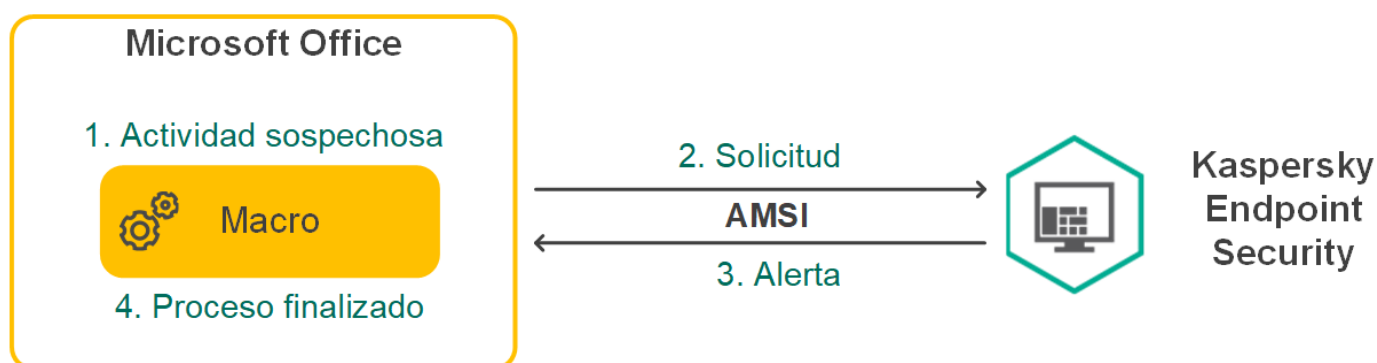 Microsoft Office
1. Actividad sospechosa
Macro
4. Proceso finalizado
2. Solicitud
AMSI
3. Alerta
Kaspersky
Endpoint
Security